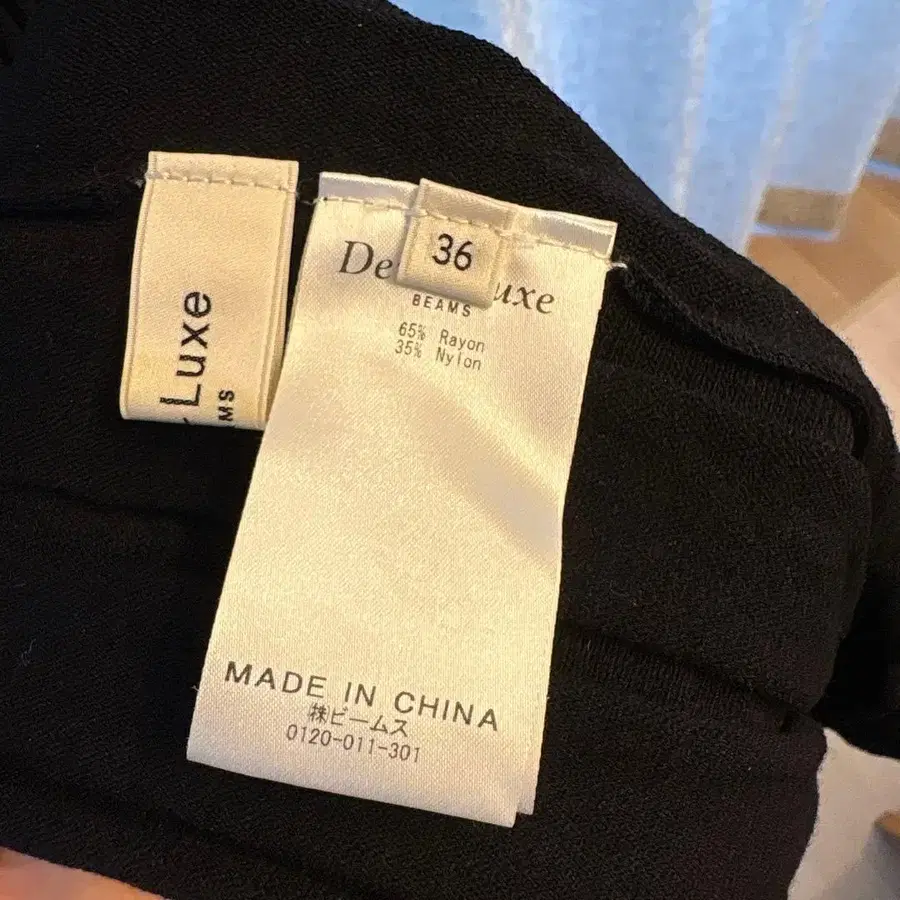 Luxe
MS
36
De uxe
BEAMS
65% Rayon
35% Nylon
MADE IN CHINA
㈱ビームス
0120-011-301